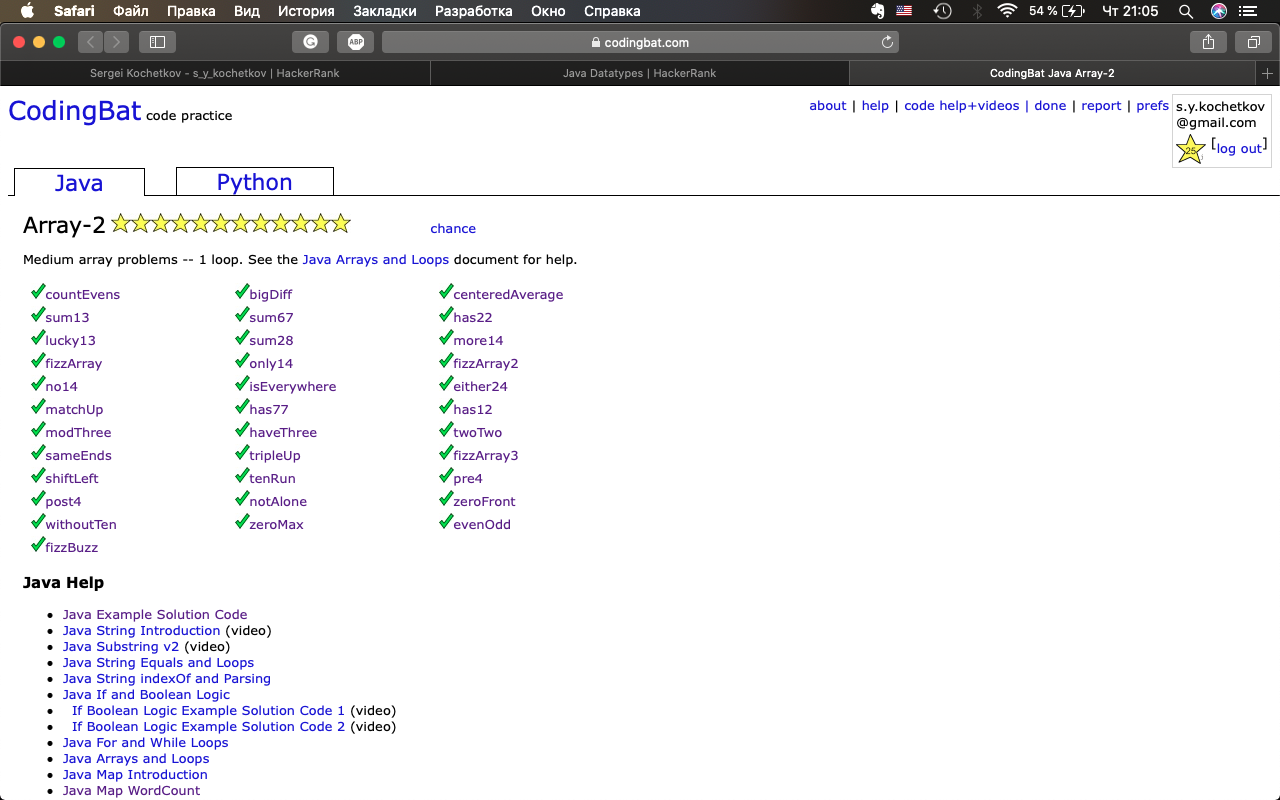 Safari Файл Правка Вид История Закладки Разработка Окно Справка 54 % Чт 21:05
ABP codingbat.com
Sergei Kochetkov - s_y_kochetkov | HackerRank Java Datatypes | HackerRank CodingBat Java Array-2
CodingBat code practice
about | help | code help+videos | done | report | prefs
s.y.kochetkov
@gmail.com
25 [log out]
Java Python
Array-2 chance
Medium array problems -- 1 loop. See the Java Arrays and Loops document for help.
countEvens bigDiff centeredAverage
sum13 sum67 has22
lucky13 sum28 more14
fizzArray only14 fizzArray2
no14 isEverywhere either24
matchUp has77 has12
modThree haveThree twoTwo
sameEnds tripleUp fizzArray3
shiftLeft tenRun pre4
post4 notAlone zeroFront
withoutTen zeroMax evenOdd
fizzBuzz
Java Help
• Java Example Solution Code
• Java String Introduction (video)
• Java Substring v2 (video)
• Java String Equals and Loops
• Java String indexOf and Parsing
• Java If and Boolean Logic
• If Boolean Logic Example Solution Code 1 (video)
• If Boolean Logic Example Solution Code 2 (video)
• Java For and While Loops
• Java Arrays and Loops
• Java Map Introduction
• Java Map WordCount